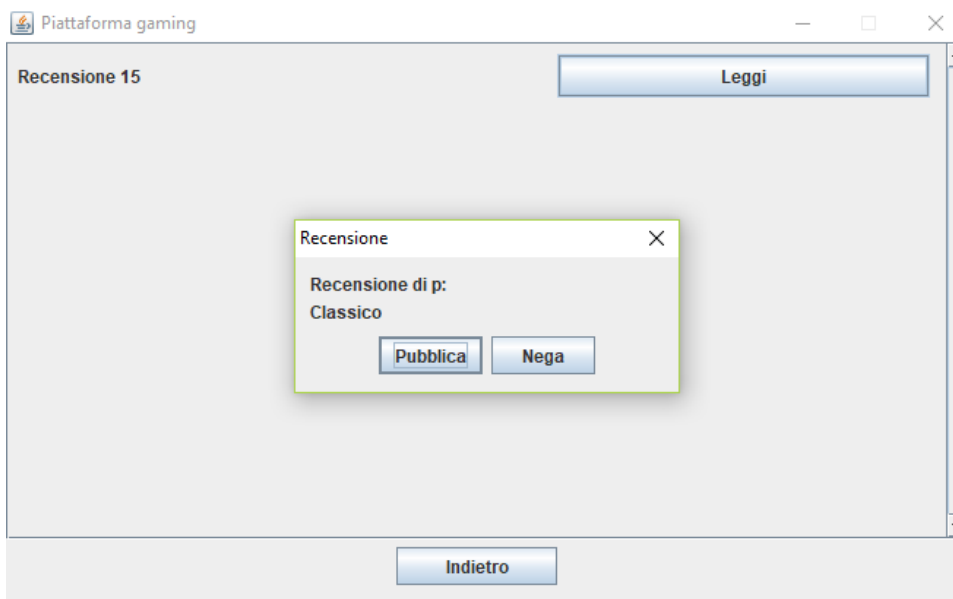 Piattaforma gaming
Recensione 15 Leggi
Recensione
Recensione di p:
Classico
Pubblica Nega
Indietro